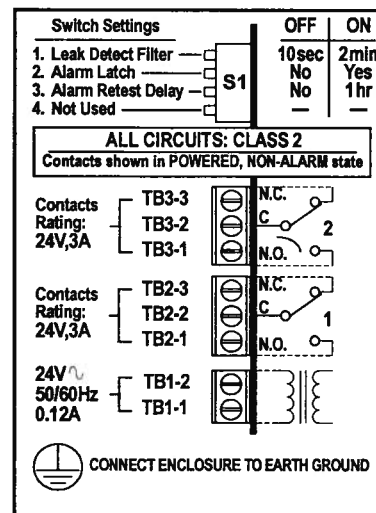 Switch Settings OFF ON
1. Leak Detect Filter 10sec 2min
2. Alarm Latch No Yes
3. Alarm Retest Delay No 1hr
4. Not Used — —
S1
ALL CIRCUITS: CLASS 2
Contacts shown in POWERED, NON-ALARM state
Contacts
Rating:
24V,3A
TB3-3 N.C.
TB3-2 C
TB3-1 N.O.
2
Contacts
Rating:
24V,3A
TB2-3 N.C.
TB2-2 C
TB2-1 N.O.
1
24V∿
50/60Hz
0.12A
TB1-2
TB1-1
CONNECT ENCLOSURE TO EARTH GROUND